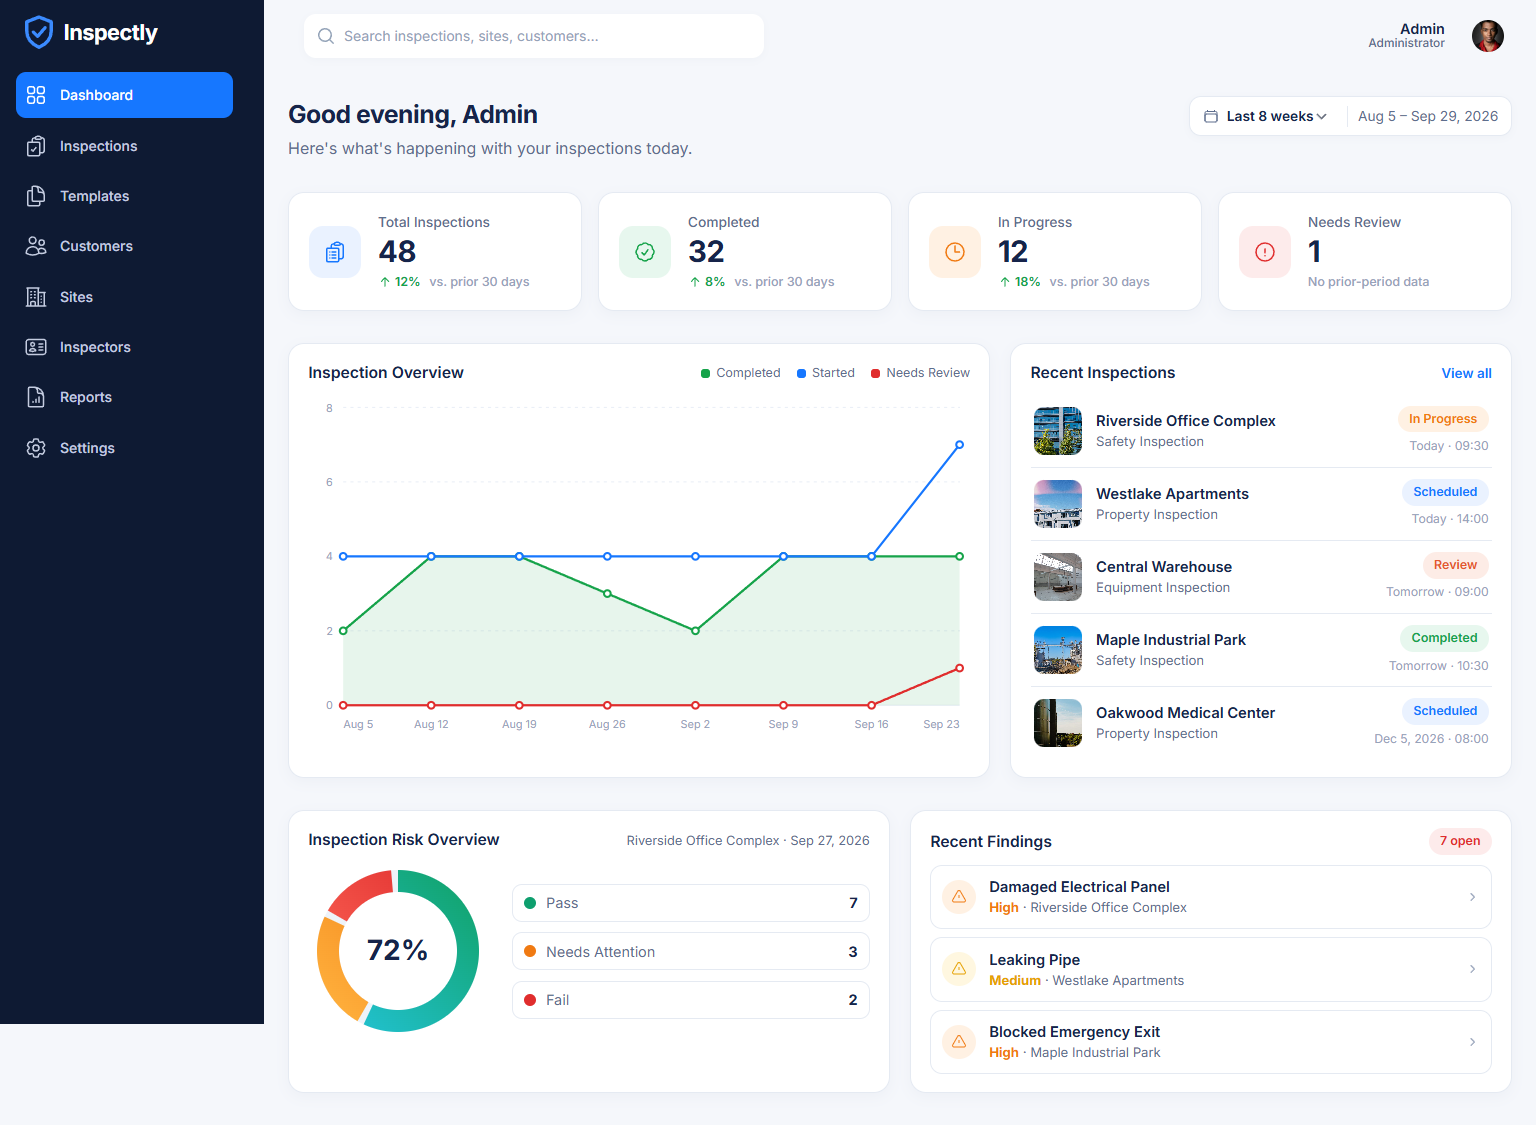 Inspectly
Dashboard
Inspections
Templates
Customers
Sites
Inspectors
Reports
Settings
Search inspections, sites, customers...
Admin
Administrator
Good evening, Admin
Here's what's happening with your inspections today.
Last 8 weeks
Aug 5 – Sep 29, 2026
Total Inspections
48
↑ 12% vs. prior 30 days
Completed
32
↑ 8% vs. prior 30 days
In Progress
12
↑ 18% vs. prior 30 days
Needs Review
1
No prior-period data
Inspection Overview
Completed
Started
Needs Review
8
6
4
2
0
Aug 5
Aug 12
Aug 19
Aug 26
Sep 2
Sep 9
Sep 16
Sep 23
Recent Inspections
View all
Riverside Office Complex
Safety Inspection
In Progress
Today · 09:30
Westlake Apartments
Property Inspection
Scheduled
Today · 14:00
Central Warehouse
Equipment Inspection
Review
Tomorrow · 09:00
Maple Industrial Park
Safety Inspection
Completed
Tomorrow · 10:30
Oakwood Medical Center
Property Inspection
Scheduled
Dec 5, 2026 · 08:00
Inspection Risk Overview
Riverside Office Complex · Sep 27, 2026
72%
Pass 7
Needs Attention 3
Fail 2
Recent Findings
7 open
Damaged Electrical Panel
High · Riverside Office Complex
Leaking Pipe
Medium · Westlake Apartments
Blocked Emergency Exit
High · Maple Industrial Park